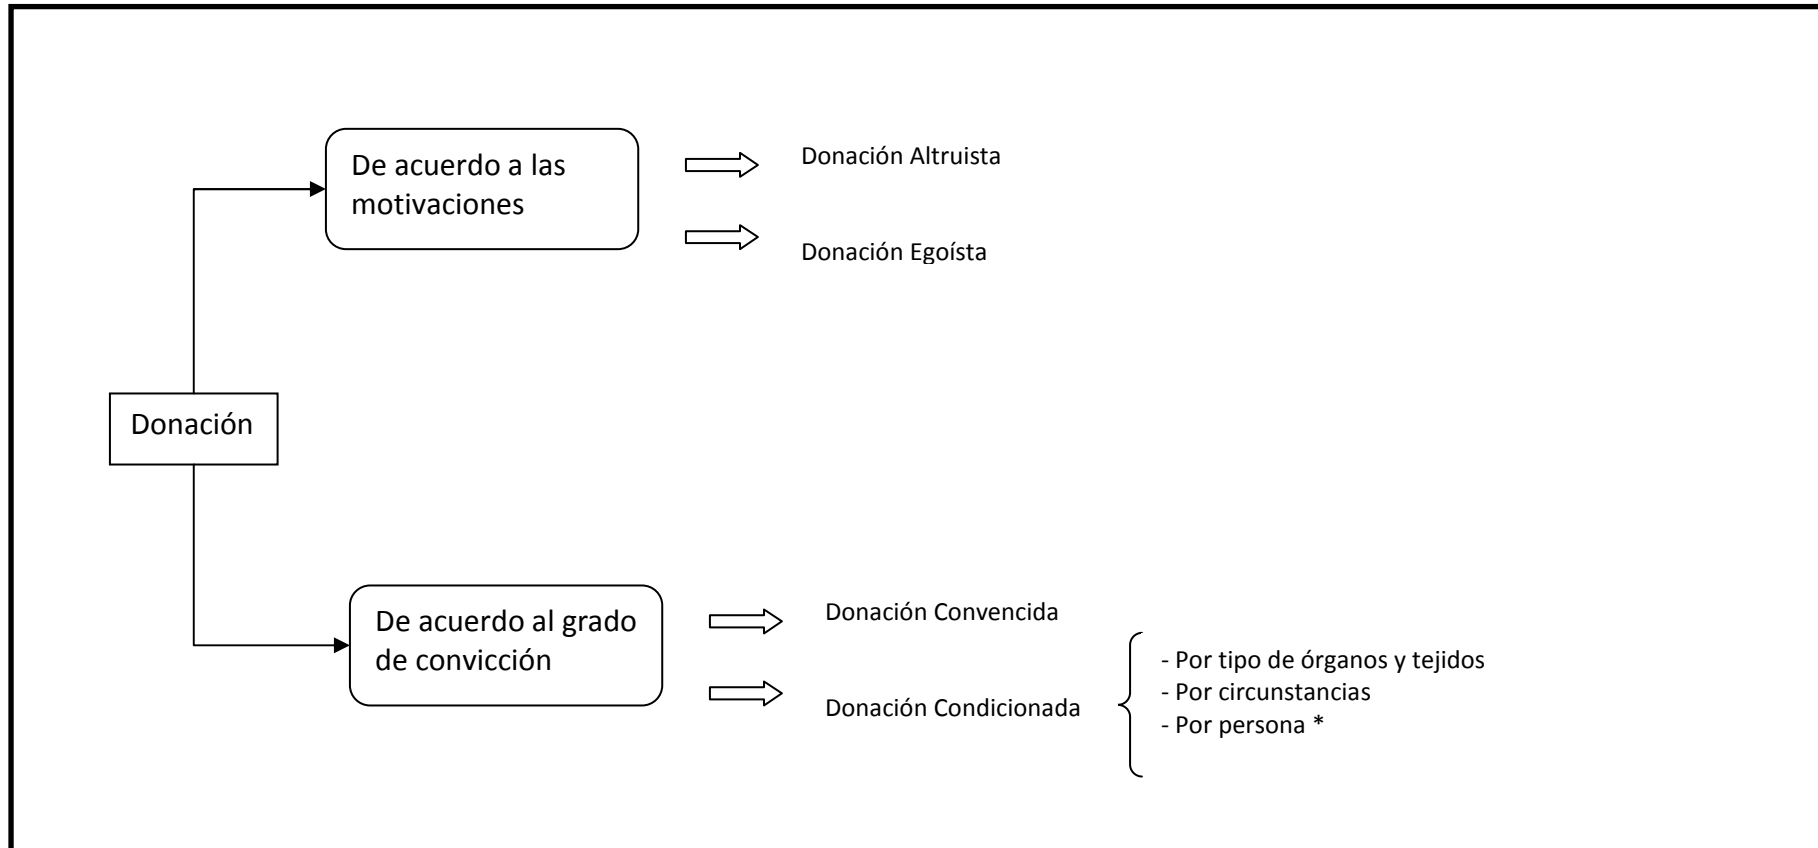 De acuerdo a las
motivaciones
Donación Altruista
Donación Egoísta
Donación
De acuerdo al grado
de convicción
Donación Convencida
Donación Condicionada
- Por tipo de órganos y tejidos
- Por circunstancias
- Por persona *